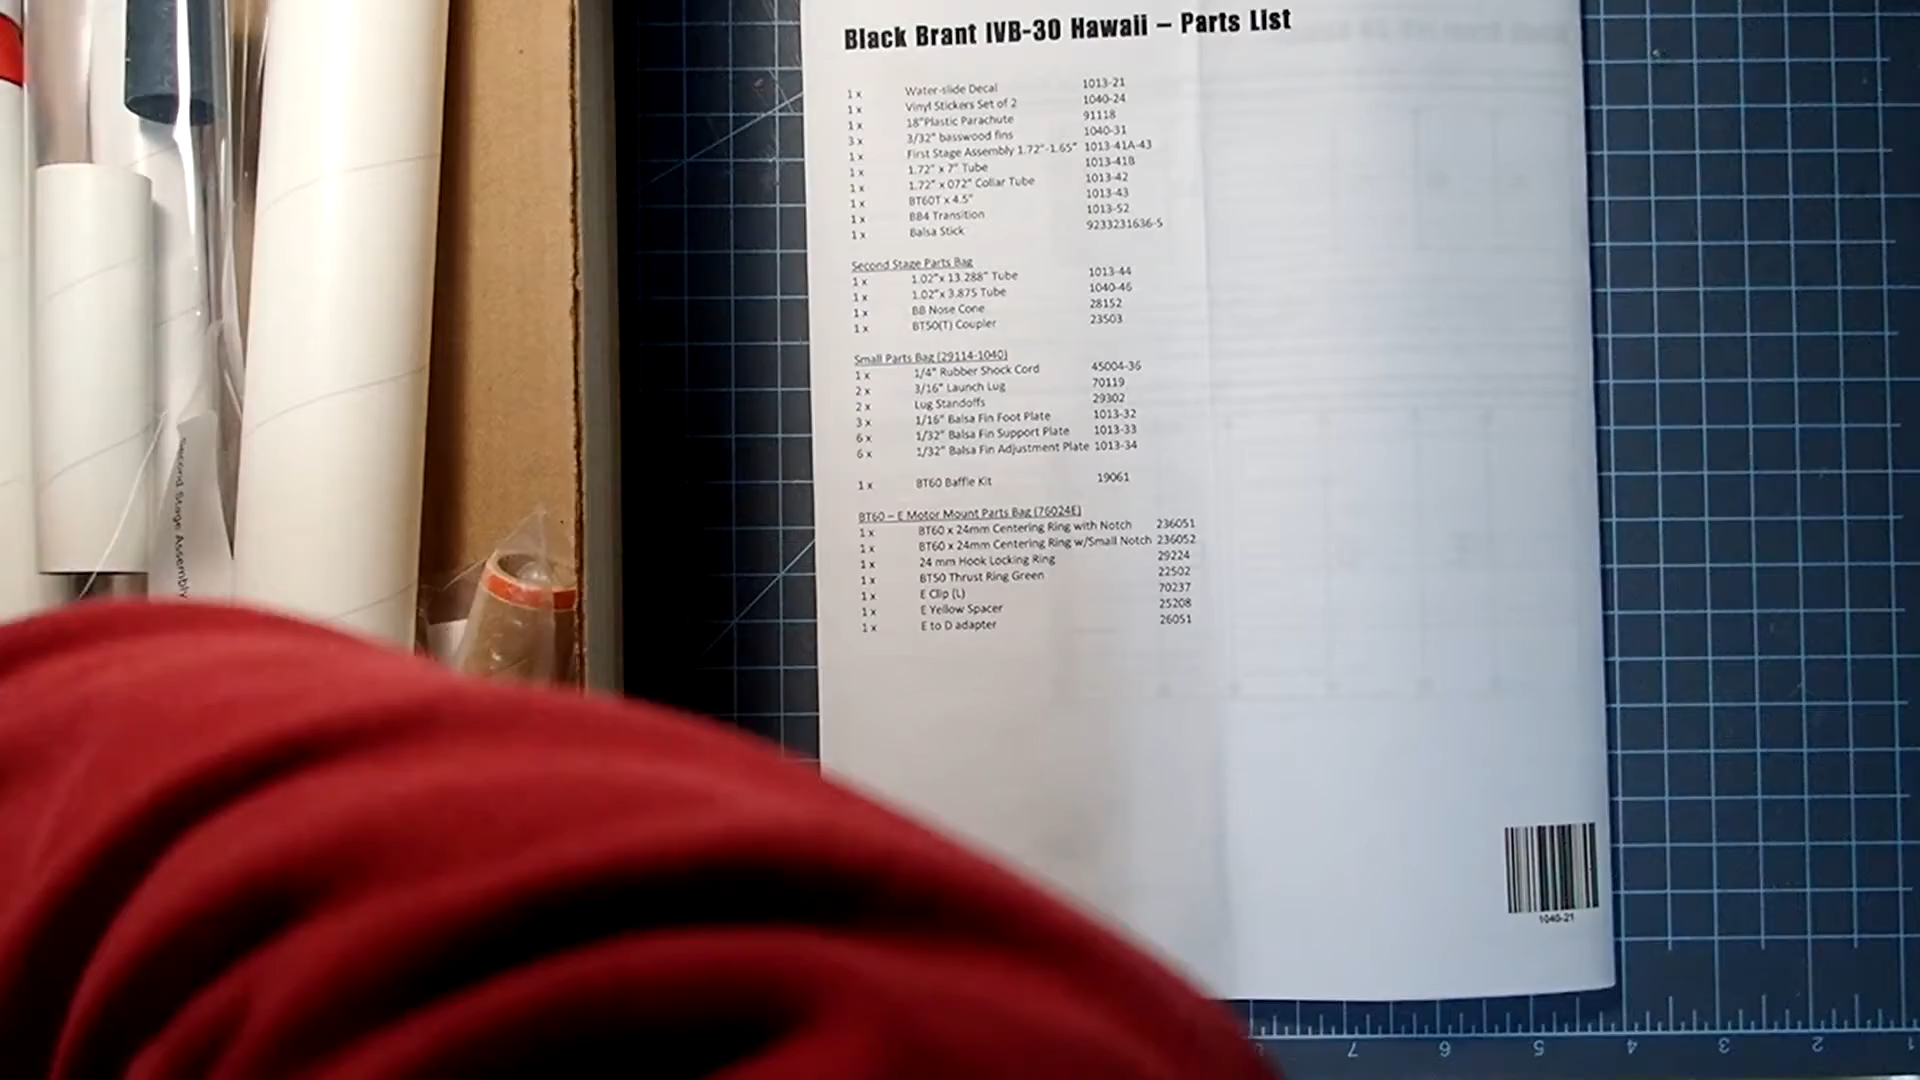 Black Brant IVB-30 Hawaii – Parts List
1 x Water-slide Decal 1013-21
1 x Vinyl Stickers Set of 2 1040-24
1 x 18"Plastic Parachute 91118
3 x 3/32" basswood fins 1040-31
1 x First Stage Assembly 1.72"-1.65" 1013-41A-43
1 x 1.72" x 7" Tube 1013-41B
1 x 1.72" x 072" Collar Tube 1013-42
1 x BT60T x 4.5" 1013-43
1 x BB4 Transition 1013-52
1 x Balsa Stick 9233231636-5
Second Stage Parts Bag
1 x 1.02"x 13.288" Tube 1013-44
1 x 1.02"x 3.875 Tube 1040-46
1 x BB Nose Cone 28152
1 x BT50(T) Coupler 23503
Small Parts Bag (29114-1040)
1 x 1/4" Rubber Shock Cord 45004-36
2 x 3/16" Launch Lug 70119
2 x Lug Standoffs 29302
3 x 1/16" Balsa Fin Foot Plate 1013-32
6 x 1/32" Balsa Fin Support Plate 1013-33
6 x 1/32" Balsa Fin Adjustment Plate 1013-34
1 x BT60 Baffle Kit 19061
BT60 – E Motor Mount Parts Bag (76024E)
1 x BT60 x 24mm Centering Ring with Notch 236051
1 x BT60 x 24mm Centering Ring w/Small Notch 236052
1 x 24 mm Hook Locking Ring 29224
1 x BT50 Thrust Ring Green 22502
1 x E Clip (L) 70237
1 x E Yellow Spacer 25208
1 x E to D adapter 26051
1040-21
Second Stage Assembly
7 6 5 4 3 2 1